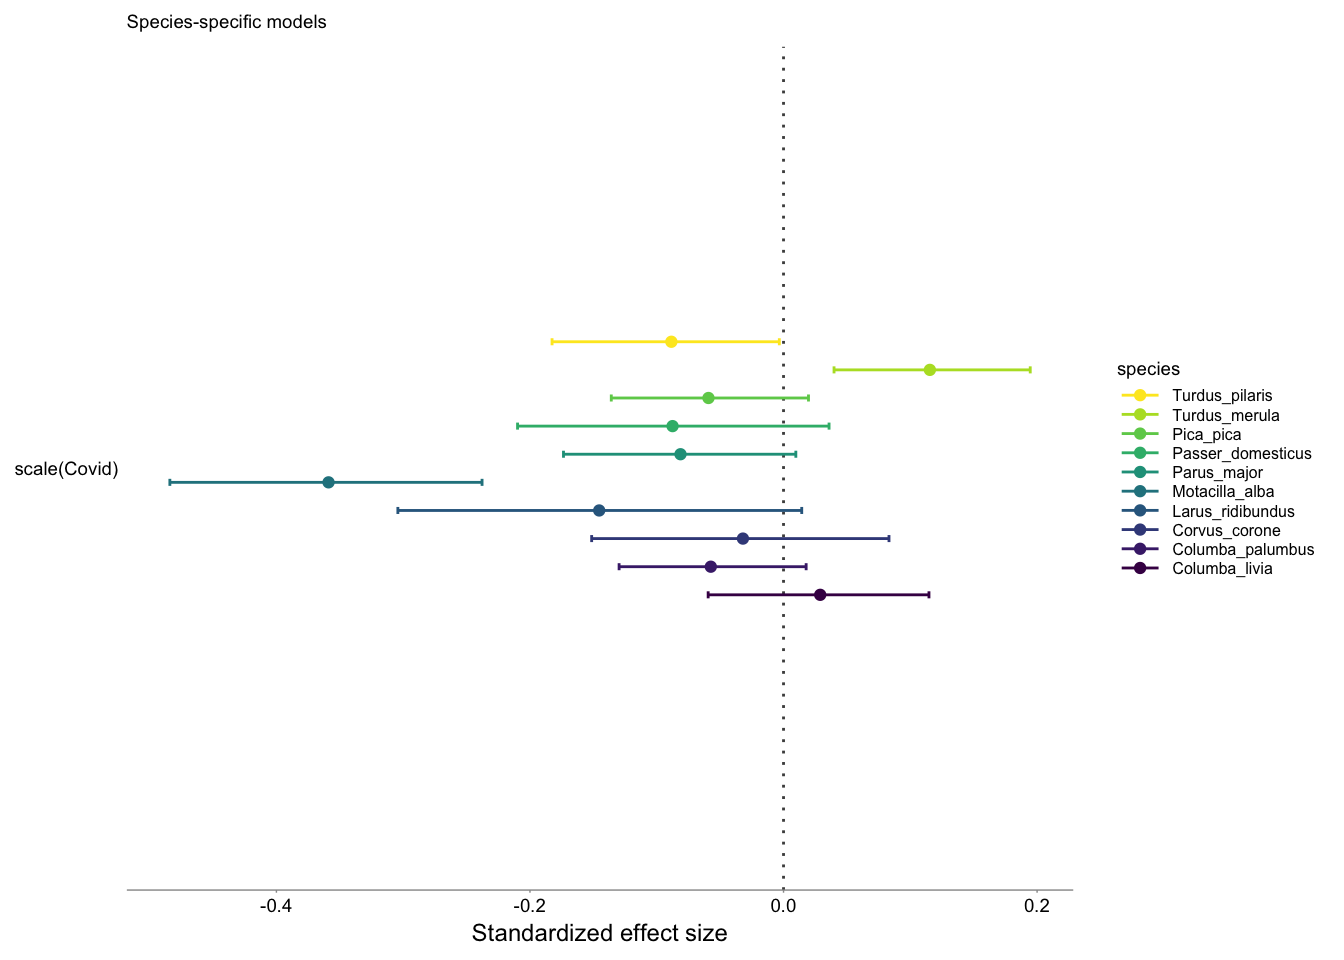 Species-specific models
scale(Covid)
species
Turdus_pilaris
Turdus_merula
Pica_pica
Passer_domesticus
Parus_major
Motacilla_alba
Larus_ridibundus
Corvus_corone
Columba_palumbus
Columba_livia
-0.4 -0.2 0.0 0.2
Standardized effect size